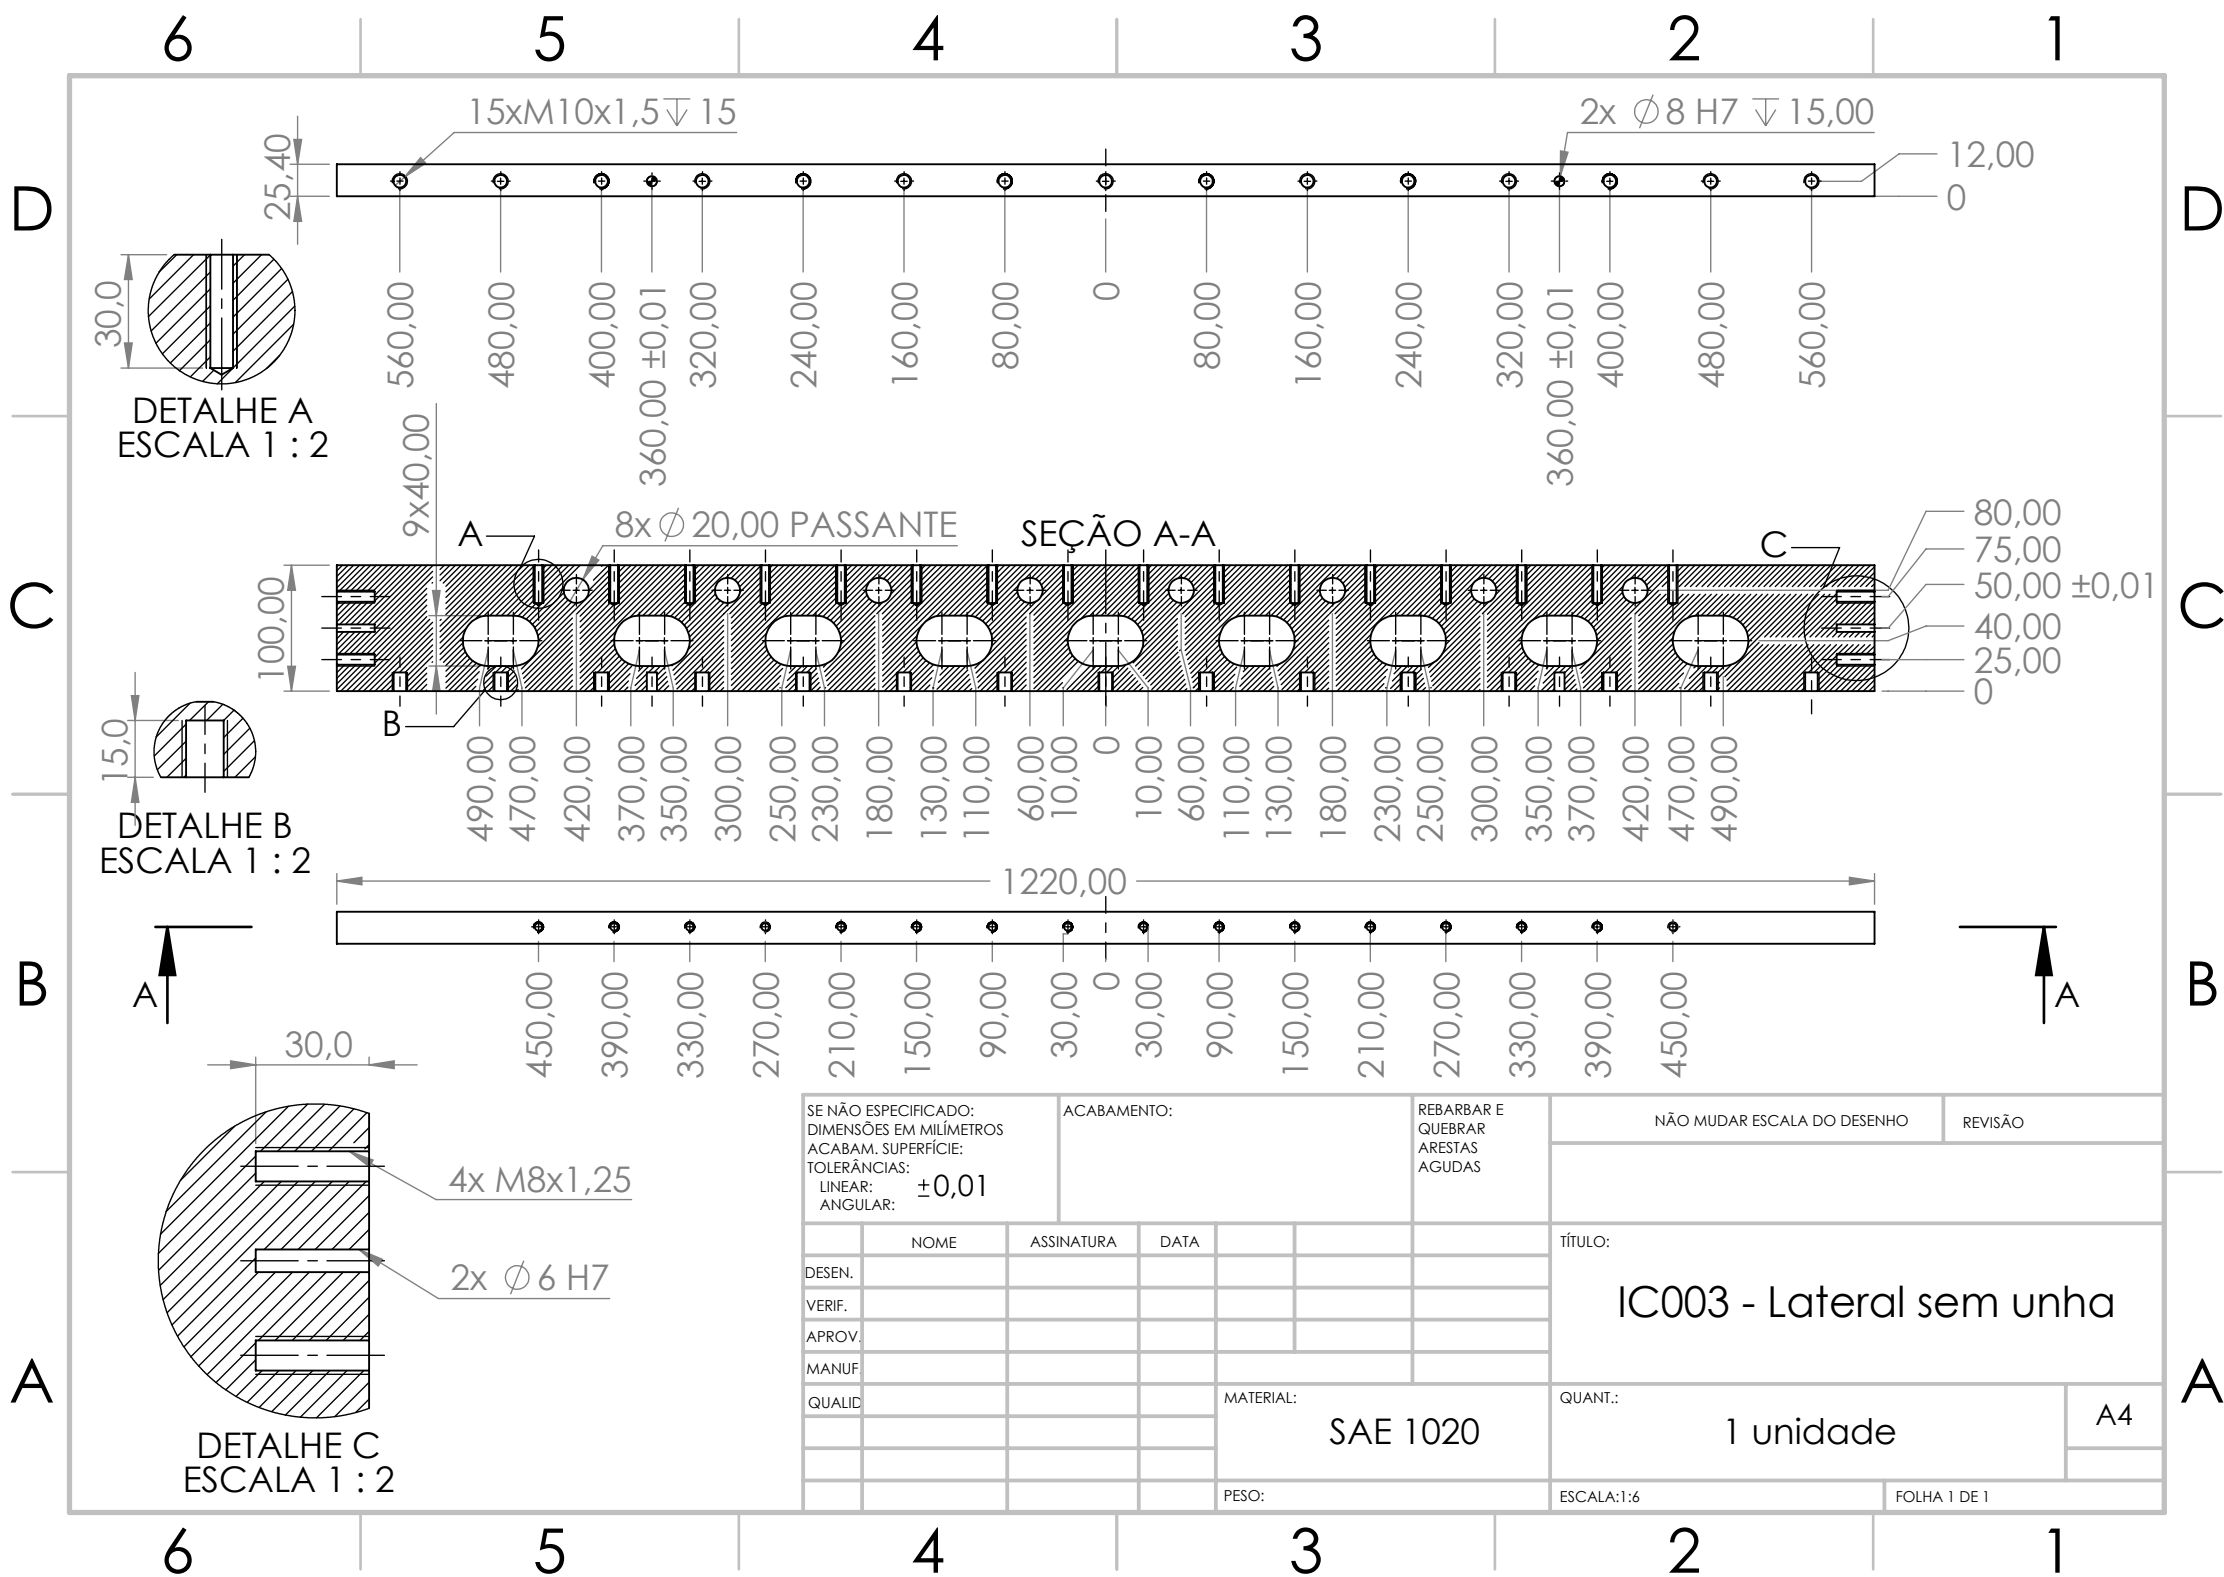 6 5 4 3 2 1
15xM10x1,5↧15
2x ∅8 H7 ↧15,00
25,40
12,00
0
D D
560,00 480,00 400,00 360,00 ±0,01 320,00 240,00 160,00 80,00 0 80,00 160,00 240,00 320,00 360,00 ±0,01 400,00 480,00 560,00
30,0
DETALHE A
ESCALA 1 : 2
9x40,00
A
8x ∅20,00 PASSANTE
SEÇÃO A-A
C
80,00
75,00
50,00 ±0,01
40,00
25,00
0
C C
100,00
B
15,0
DETALHE B
ESCALA 1 : 2
490,00 470,00 420,00 370,00 350,00 300,00 250,00 230,00 180,00 130,00 110,00 60,00 10,00 0 10,00 60,00 110,00 130,00 180,00 230,00 250,00 300,00 350,00 370,00 420,00 470,00 490,00
1220,00
B B
A A
450,00 390,00 330,00 270,00 210,00 150,00 90,00 30,00 0 30,00 90,00 150,00 210,00 270,00 330,00 390,00 450,00
30,0
4x M8x1,25
2x ∅6 H7
DETALHE C
ESCALA 1 : 2
A A
SE NÃO ESPECIFICADO:
DIMENSÕES EM MILÍMETROS
ACABAM. SUPERFÍCIE:
TOLERÂNCIAS:
LINEAR: ±0,01
ANGULAR:
ACABAMENTO:
REBARBAR E
QUEBRAR
ARESTAS
AGUDAS
NÃO MUDAR ESCALA DO DESENHO
REVISÃO
NOME ASSINATURA DATA
DESEN.
VERIF.
APROV.
MANUF.
QUALID
TÍTULO:
IC003 - Lateral sem unha
MATERIAL:
SAE 1020
QUANT.:
1 unidade
A4
PESO:
ESCALA:1:6
FOLHA 1 DE 1
6 5 4 3 2 1